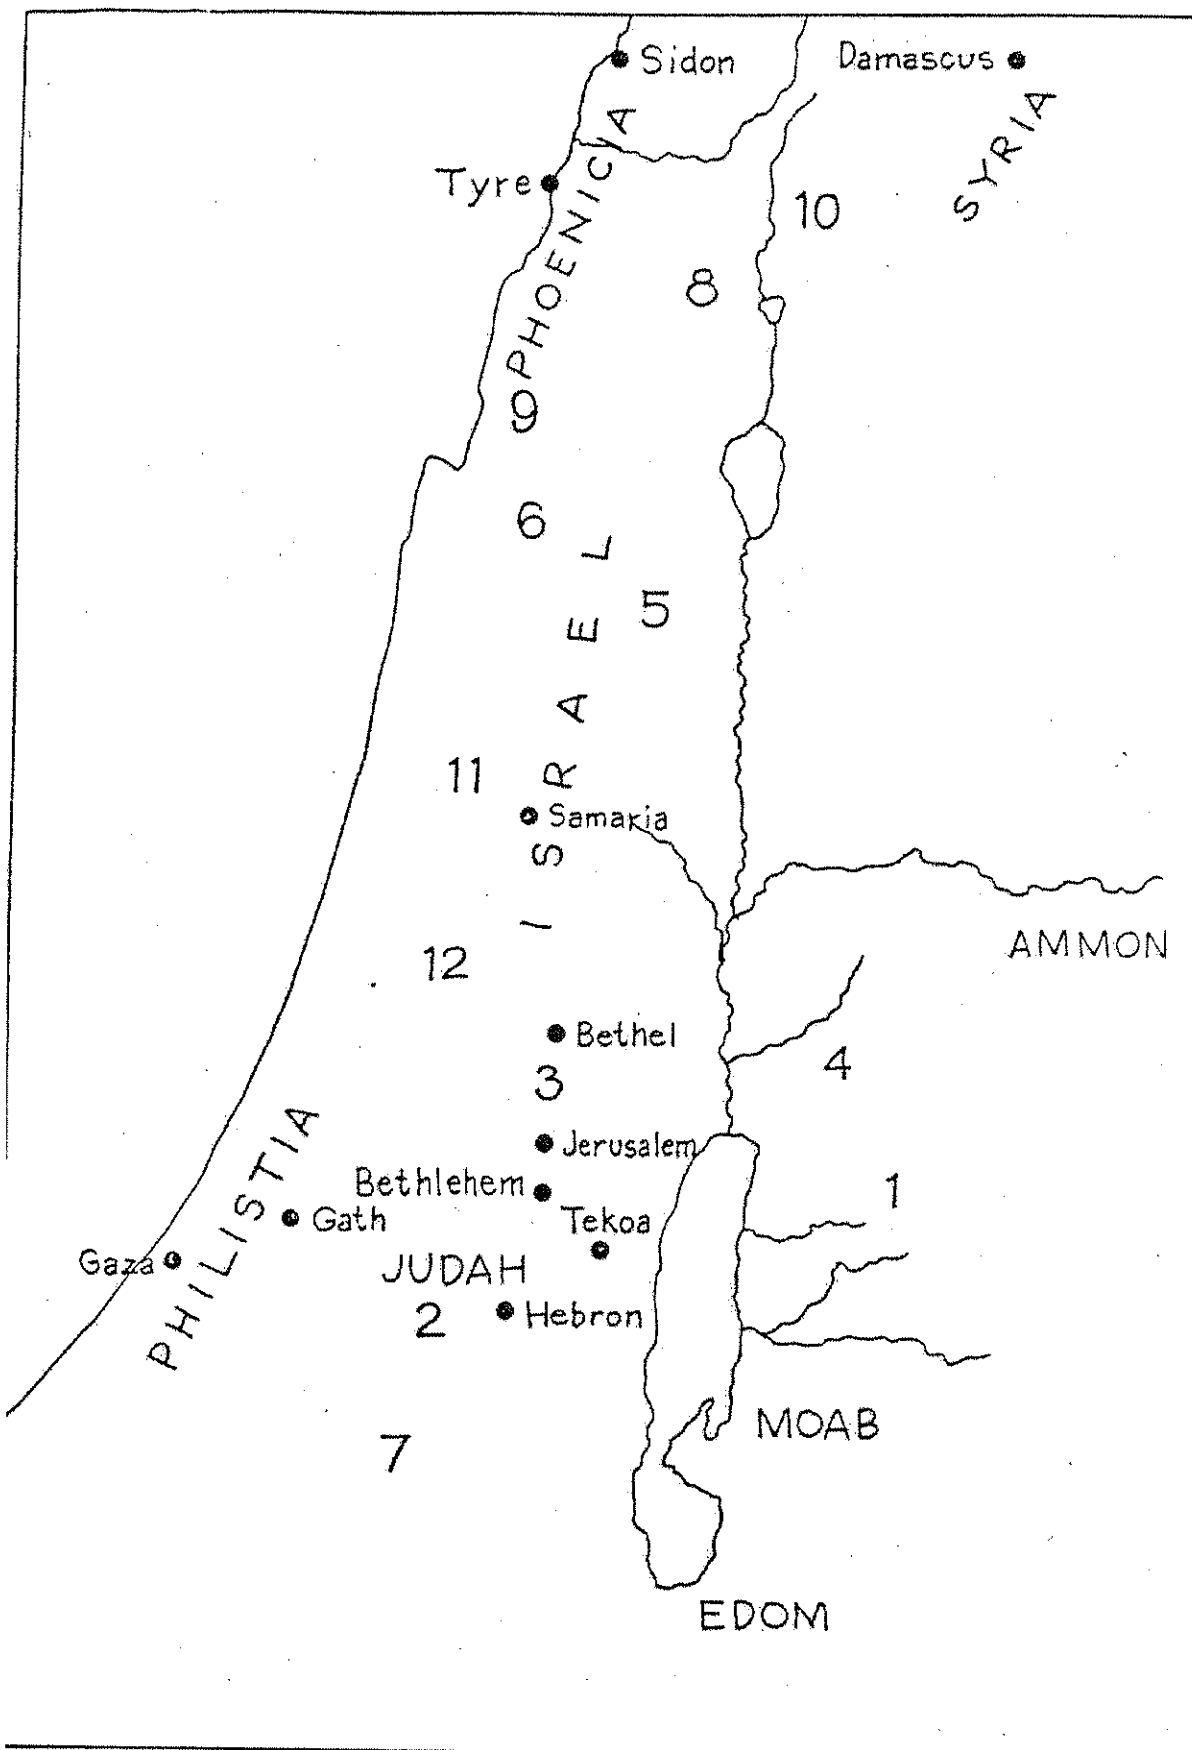 Sidon
Damascus
PHOENICIA
SYRIA
Tyre
10
8
9
6
ISRAEL
5
11
Samaria
12
AMMON
Bethel
4
3
PHILISTIA
Jerusalem
Bethlehem
1
Gath
Tekoa
Gaza
JUDAH
2
Hebron
MOAB
7
EDOM